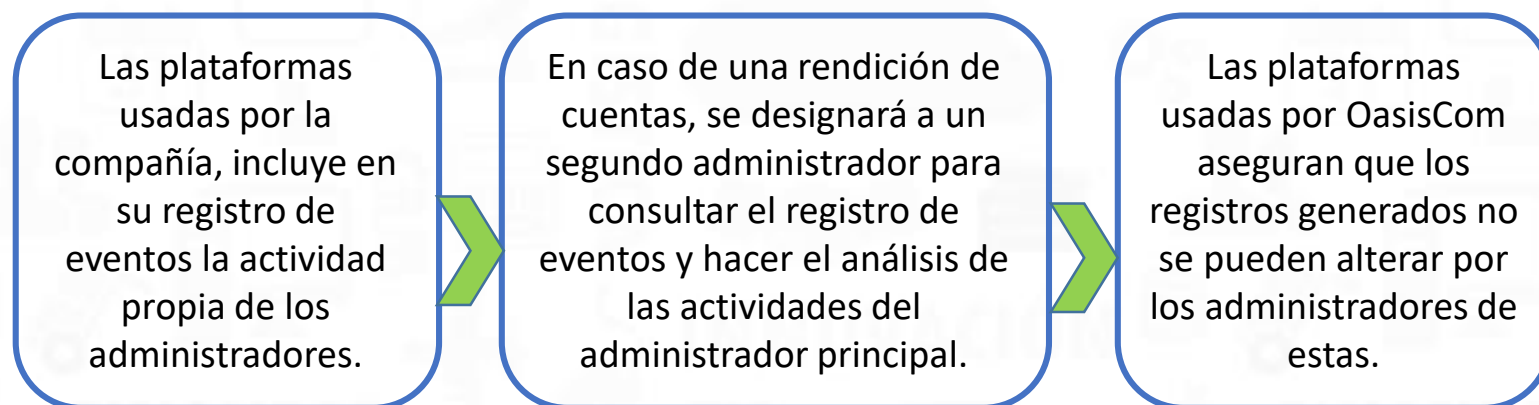 Las plataformas
usadas por la
compañía, incluye en
su registro de
eventos la actividad
propia de los
administradores.
En caso de una rendición de
cuentas, se designará a un
segundo administrador para
consultar el registro de
eventos y hacer el análisis de
las actividades del
administrador principal.
Las plataformas
usadas por OasisCom
aseguran que los
registros generados no
se pueden alterar por
los administradores de
estas.